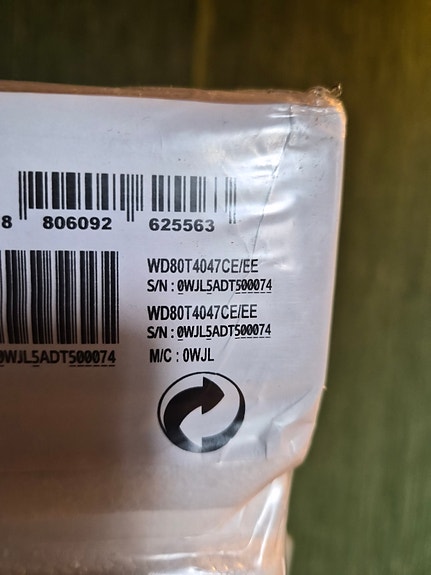 8 806092 625563
WD80T4047CE/EE
S/N : 0WJL5ADT500074
WD80T4047CE/EE
S/N : 0WJL5ADT500074
0WJL5ADT500074
M/C : 0WJL